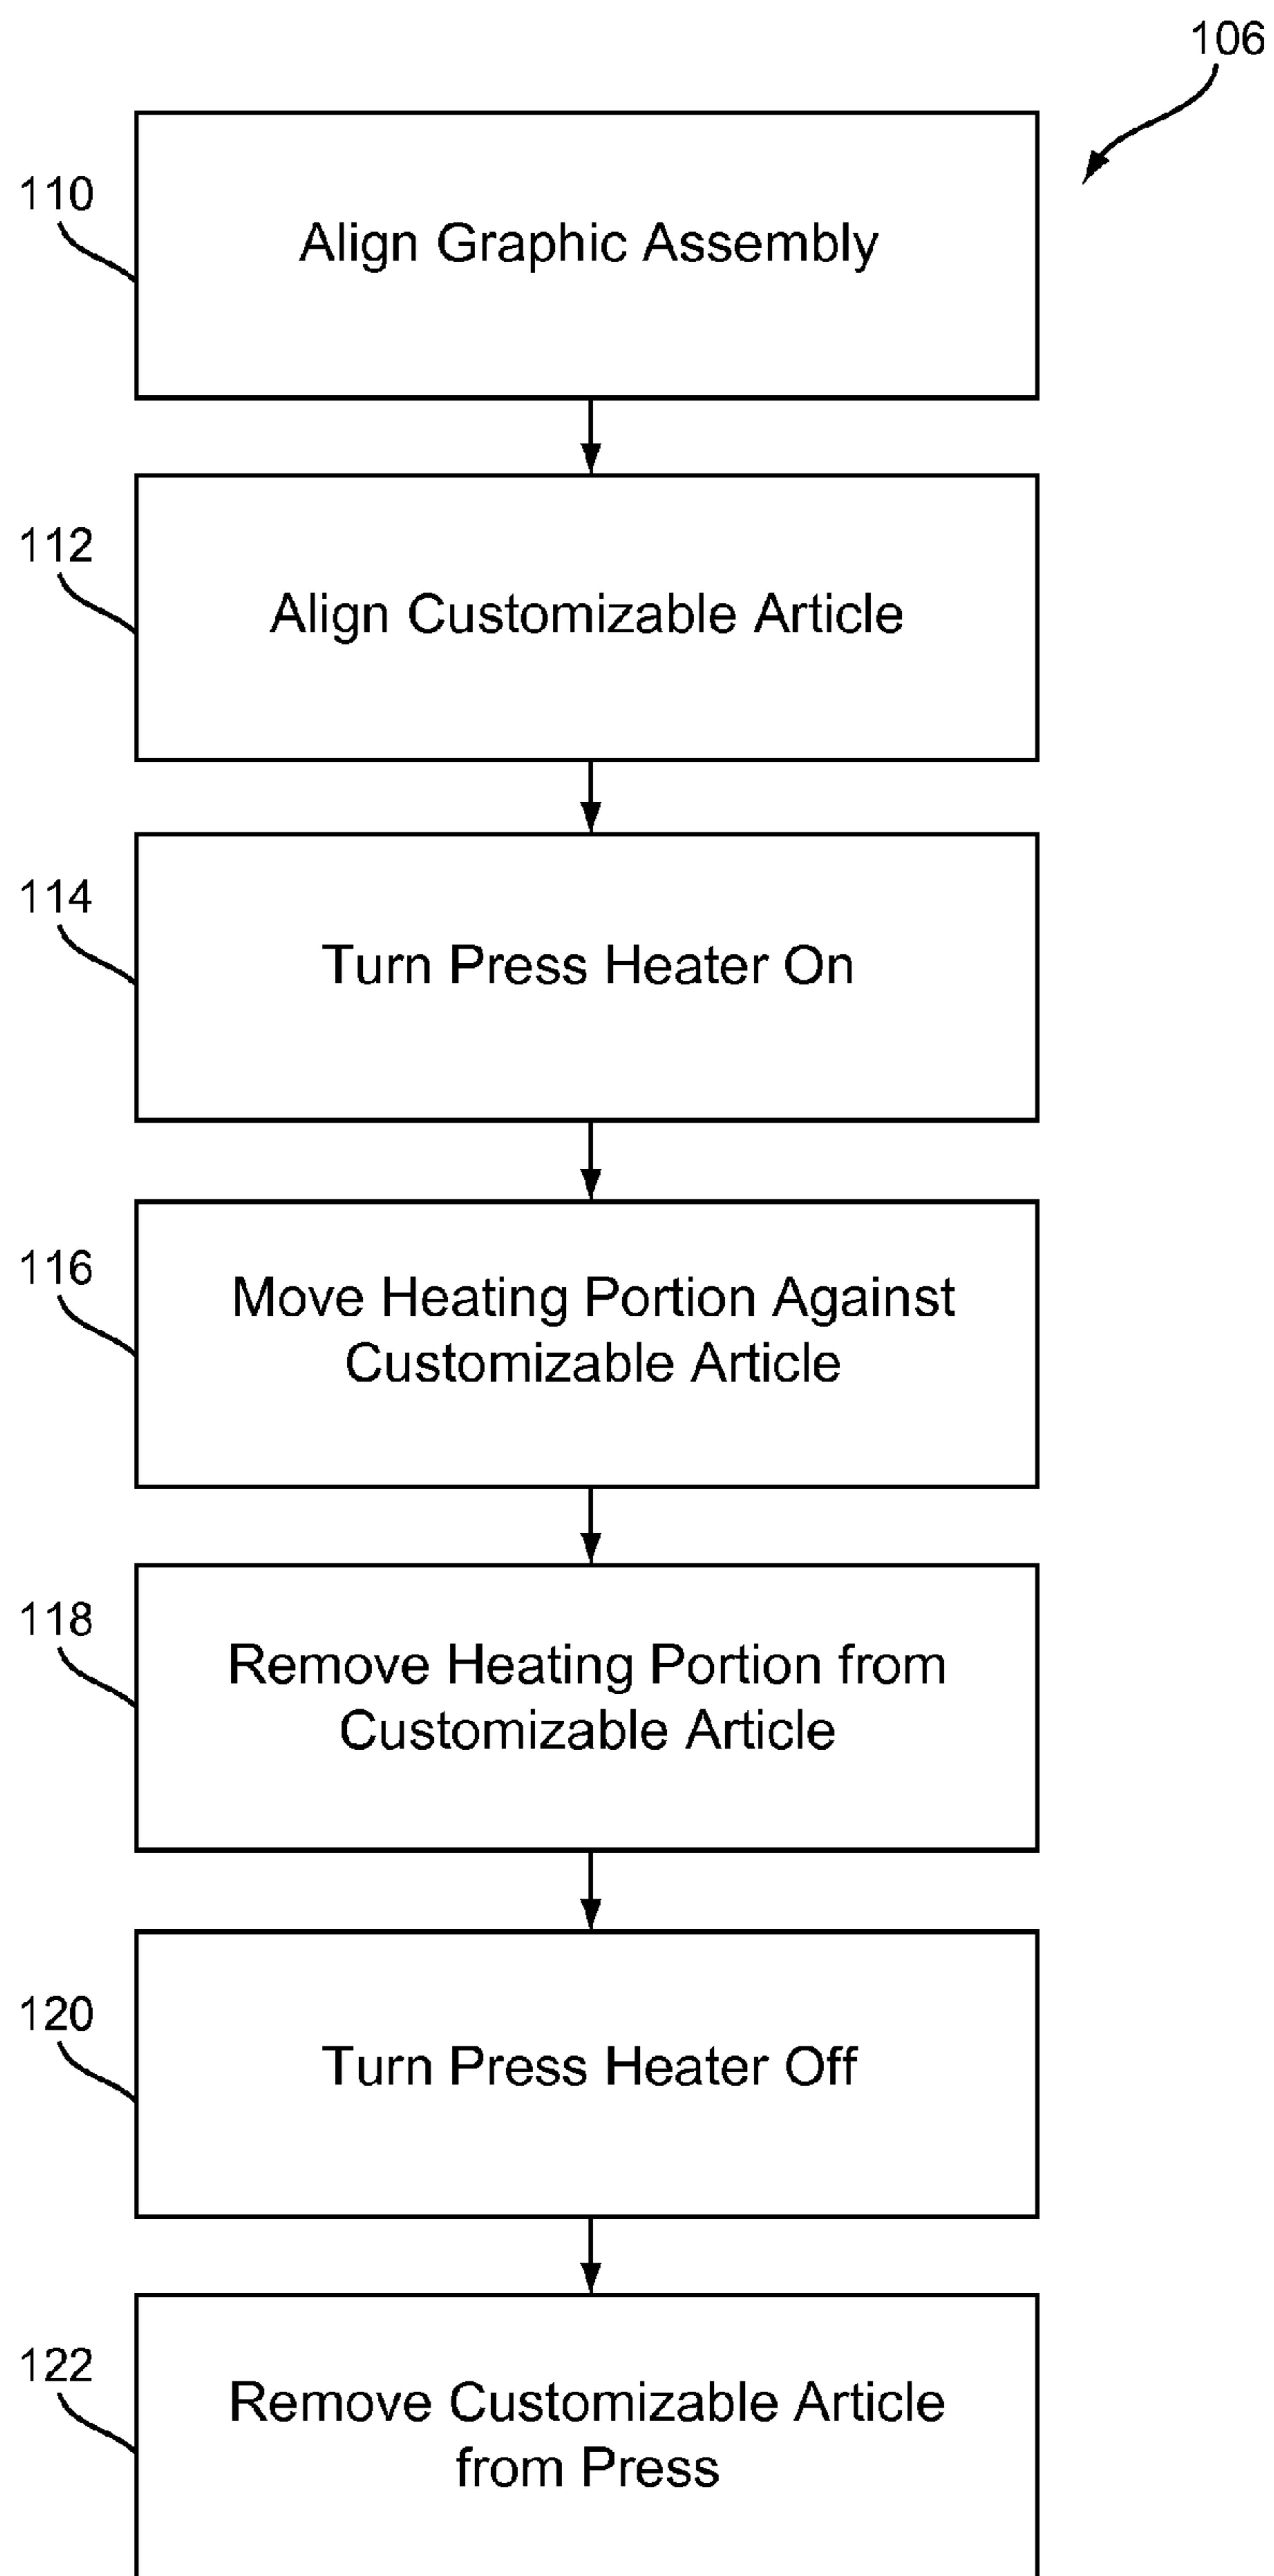 106
110
Align Graphic Assembly
112
Align Customizable Article
114
Turn Press Heater On
116
Move Heating Portion Against
Customizable Article
118
Remove Heating Portion from
Customizable Article
120
Turn Press Heater Off
122
Remove Customizable Article
from Press